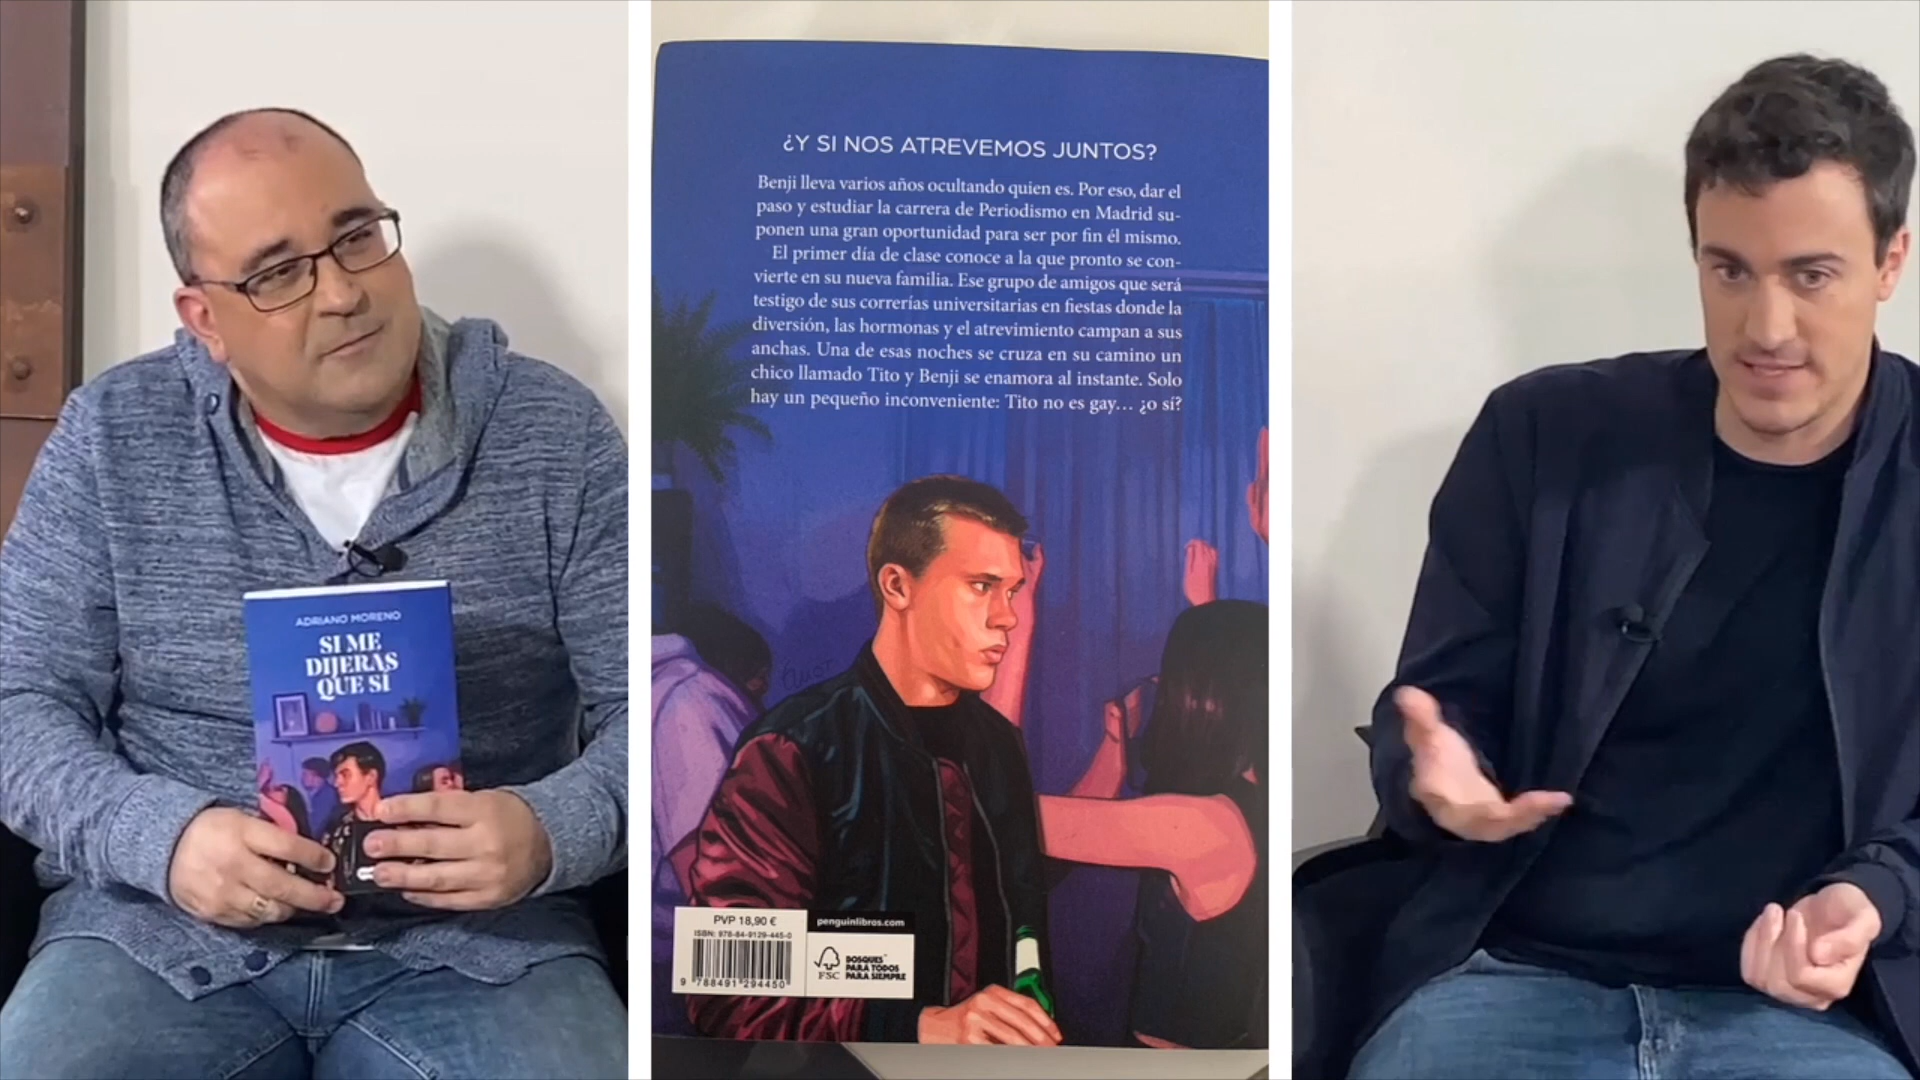 ADRIANO MORENO
SI ME
DIJERAS
QUE SÍ
¿Y SI NOS ATREVEMOS JUNTOS?
Benji lleva varios años ocultando quien es. Por eso, dar el
paso y estudiar la carrera de Periodismo en Madrid su-
ponen una gran oportunidad para ser por fin él mismo.
El primer día de clase conoce a la que pronto se con-
vierte en su nueva familia. Ese grupo de amigos que será
testigo de sus correrías universitarias en fiestas donde la
diversión, las hormonas y el atrevimiento campan a sus
anchas. Una de esas noches se cruza en su camino un
chico llamado Tito y Benji se enamora al instante. Solo
hay un pequeño inconveniente: Tito no es gay… ¿o sí?
PVP 18,90 €
ISBN: 978-84-9129-445-0
9 788491 294450
penguinlibros.com
FSC
BOSQUES
PARA TODOS
PARA SIEMPRE